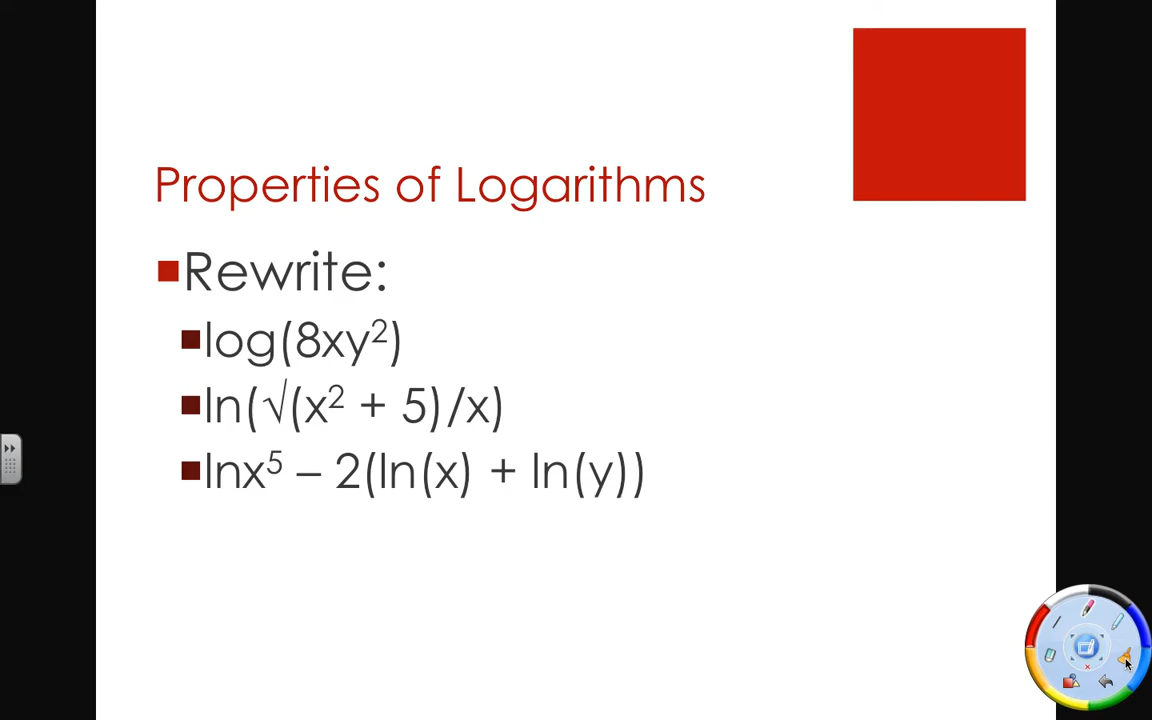 Properties of Logarithms
Rewrite:
log(8xy²)
ln(√(x² + 5)/x)
lnx⁵ – 2(ln(x) + ln(y))